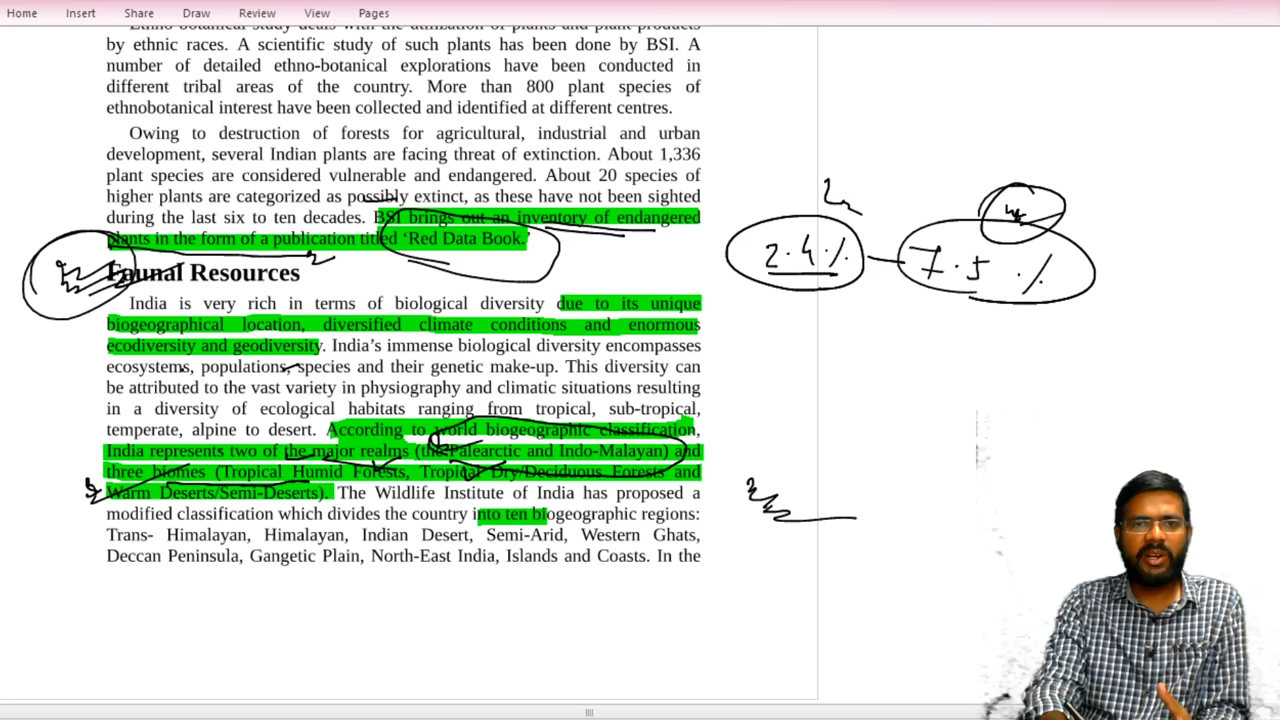 Home Insert Share Draw Review View Pages
Ethno-botanical study deals with the utilization of plants and plant products
by ethnic races. A scientific study of such plants has been done by BSI. A
number of detailed ethno-botanical explorations have been conducted in
different tribal areas of the country. More than 800 plant species of
ethnobotanical interest have been collected and identified at different centres.
Owing to destruction of forests for agricultural, industrial and urban
development, several Indian plants are facing threat of extinction. About 1,336
plant species are considered vulnerable and endangered. About 20 species of
higher plants are categorized as possibly extinct, as these have not been sighted
during the last six to ten decades. BSI brings out an inventory of endangered
plants in the form of a publication titled ‘Red Data Book.’
2.4% 7.5%
Faunal Resources
India is very rich in terms of biological diversity due to its unique
biogeographical location, diversified climate conditions and enormous
ecodiversity and geodiversity. India’s immense biological diversity encompasses
ecosystems, populations, species and their genetic make-up. This diversity can
be attributed to the vast variety in physiography and climatic situations resulting
in a diversity of ecological habitats ranging from tropical, sub-tropical,
temperate, alpine to desert. According to world biogeographic classification,
India represents two of the major realms (the Palearctic and Indo-Malayan) and
three biomes (Tropical Humid Forests, Tropical Dry/Deciduous Forests and
Warm Deserts/Semi-Deserts). The Wildlife Institute of India has proposed a
modified classification which divides the country into ten biogeographic regions:
Trans- Himalayan, Himalayan, Indian Desert, Semi-Arid, Western Ghats,
Deccan Peninsula, Gangetic Plain, North-East India, Islands and Coasts. In the